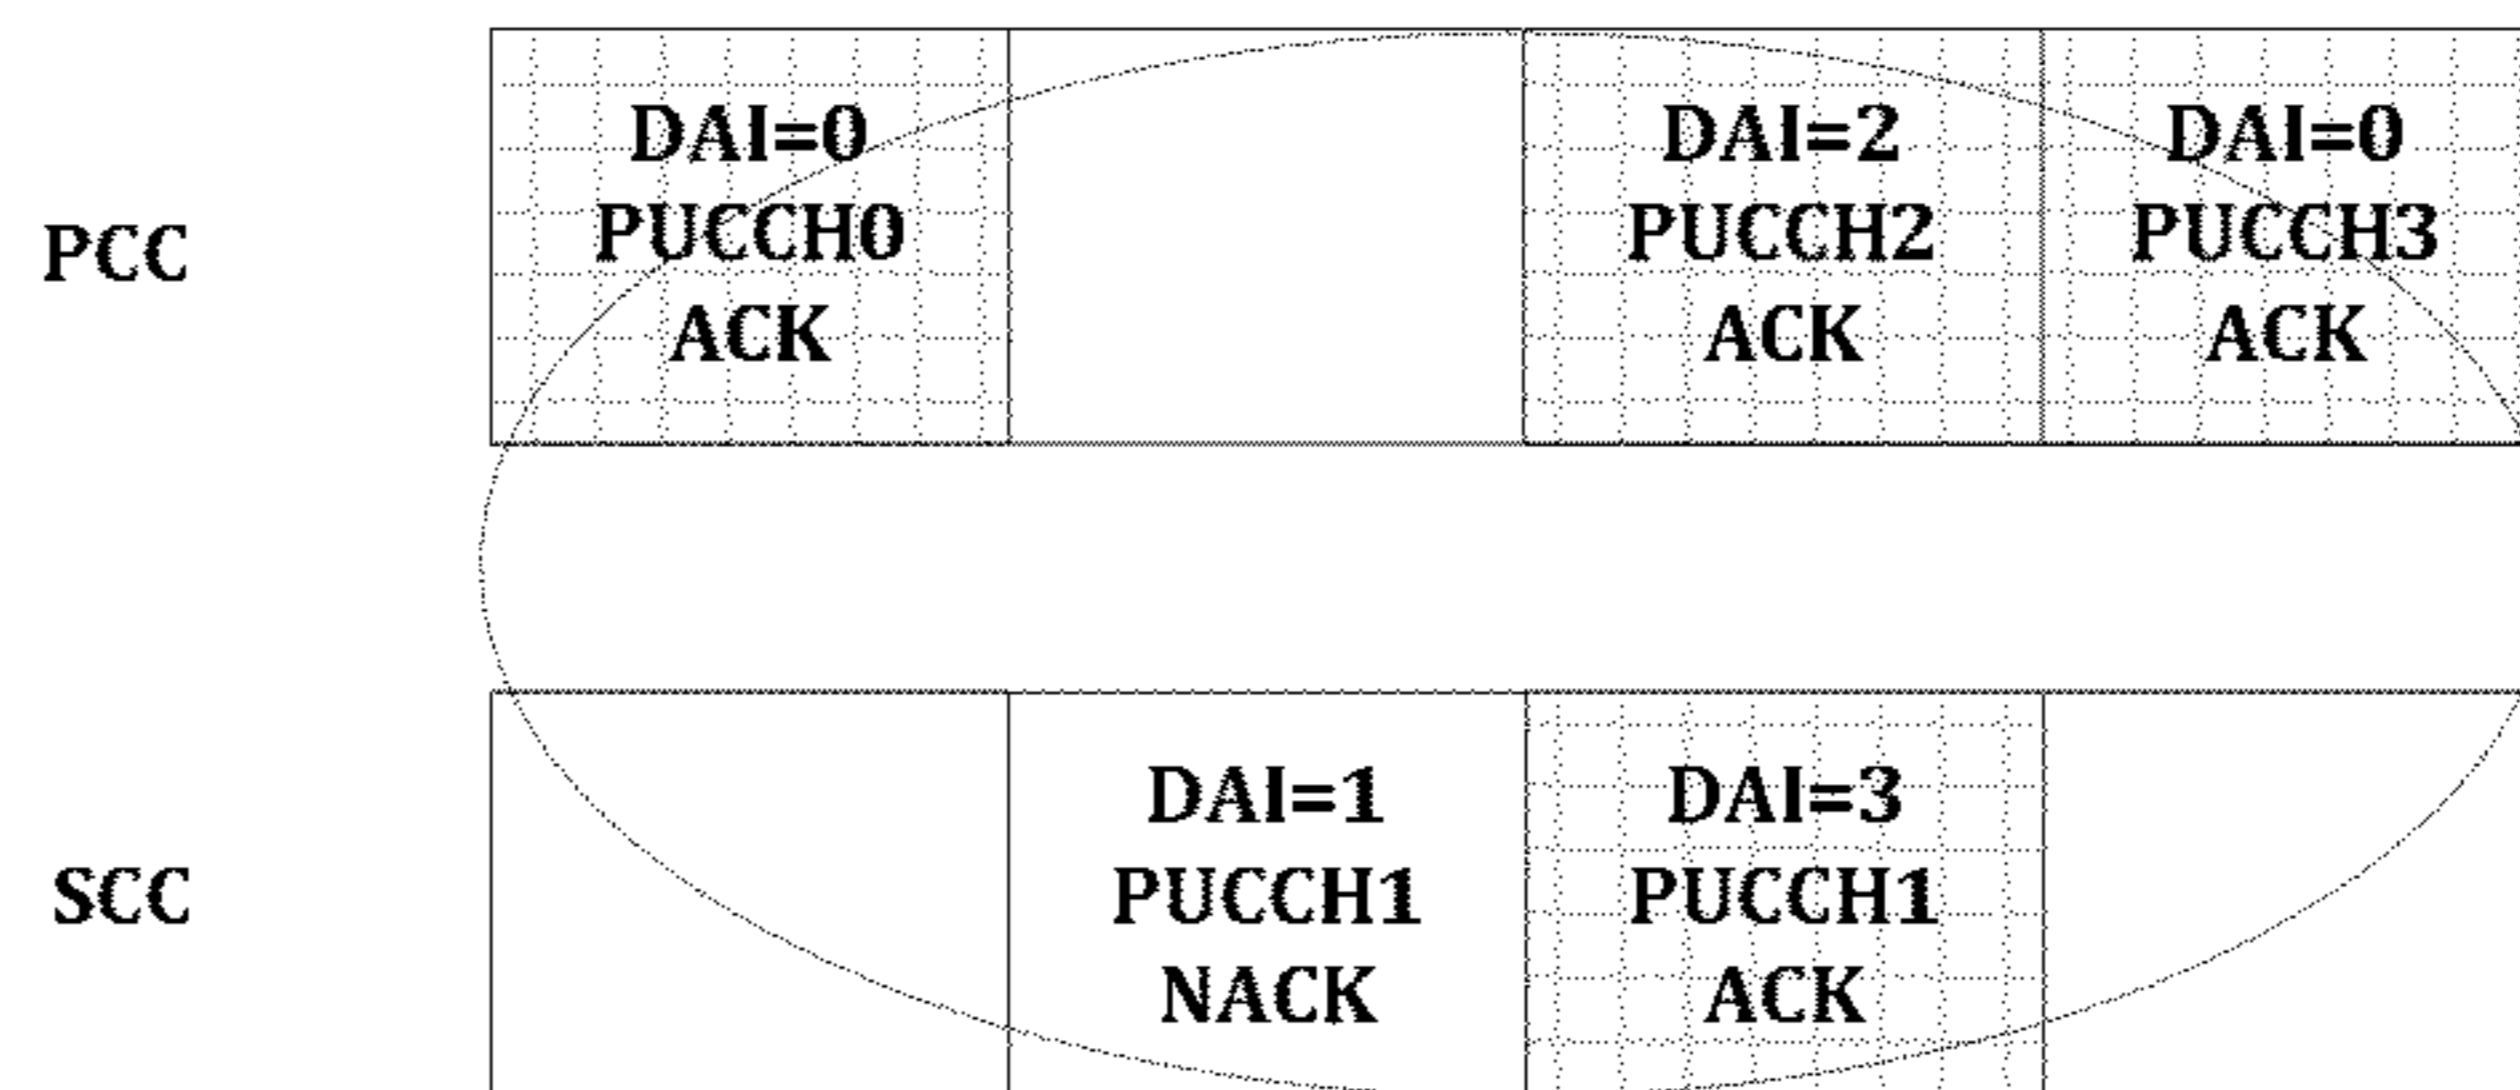 PCC
DAI=0
PUCCH0
ACK
DAI=2
PUCCH2
ACK
DAI=0
PUCCH3
ACK
SCC
DAI=1
PUCCH1
NACK
DAI=3
PUCCH1
ACK